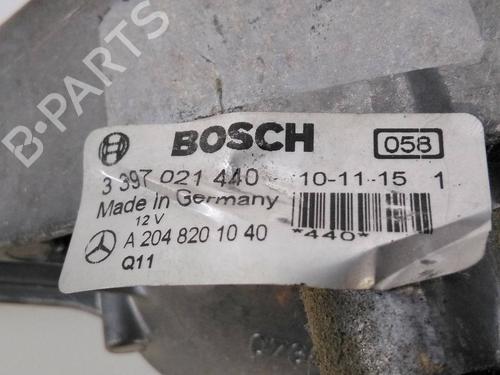 B-PARTS
BOSCH 058
3 397 021 440 10-11-15 1
Made in Germany
12 V
A 204 820 10 40 *440*
Q11